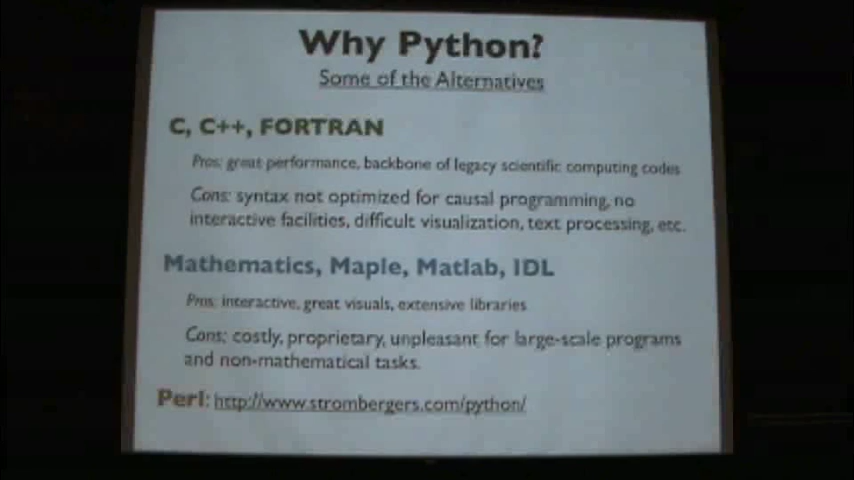 Why Python?
Some of the Alternatives
C, C++, FORTRAN
Pros: great performance, backbone of legacy scientific computing codes
Cons: syntax not optimized for causal programming, no
interactive facilities, difficult visualization, text processing, etc.
Mathematics, Maple, Matlab, IDL
Pros: interactive, great visuals, extensive libraries
Cons: costly, proprietary, unpleasant for large-scale programs
and non-mathematical tasks.
Perl: http://www.strombergers.com/python/